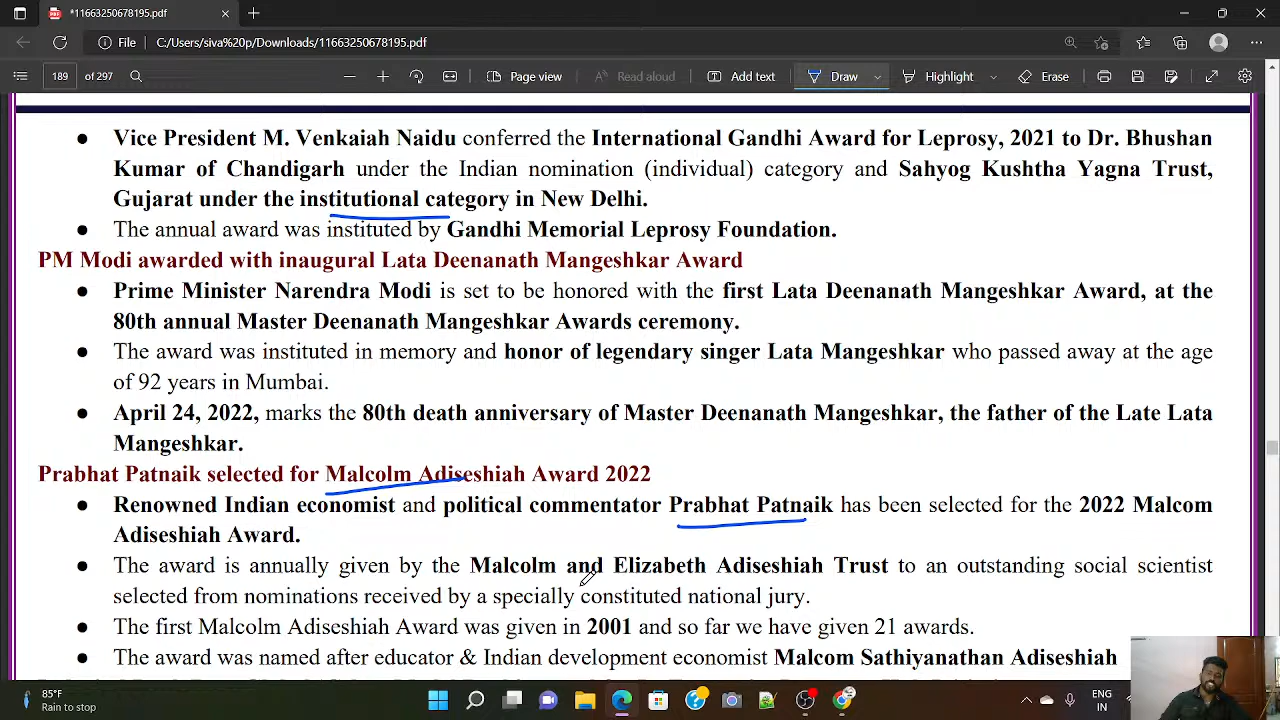 *11663250678195.pdf
File C:/Users/siva%20p/Downloads/11663250678195.pdf
189 of 297 Page view Read aloud Add text Draw Highlight Erase
● Vice President M. Venkaiah Naidu conferred the International Gandhi Award for Leprosy, 2021 to Dr. Bhushan
Kumar of Chandigarh under the Indian nomination (individual) category and Sahyog Kushtha Yagna Trust,
Gujarat under the institutional category in New Delhi.
● The annual award was instituted by Gandhi Memorial Leprosy Foundation.
PM Modi awarded with inaugural Lata Deenanath Mangeshkar Award
● Prime Minister Narendra Modi is set to be honored with the first Lata Deenanath Mangeshkar Award, at the
80th annual Master Deenanath Mangeshkar Awards ceremony.
● The award was instituted in memory and honor of legendary singer Lata Mangeshkar who passed away at the age
of 92 years in Mumbai.
● April 24, 2022, marks the 80th death anniversary of Master Deenanath Mangeshkar, the father of the Late Lata
Mangeshkar.
Prabhat Patnaik selected for Malcolm Adiseshiah Award 2022
● Renowned Indian economist and political commentator Prabhat Patnaik has been selected for the 2022 Malcom
Adiseshiah Award.
● The award is annually given by the Malcolm and Elizabeth Adiseshiah Trust to an outstanding social scientist
selected from nominations received by a specially constituted national jury.
● The first Malcolm Adiseshiah Award was given in 2001 and so far we have given 21 awards.
● The award was named after educator & Indian development economist Malcom Sathiyanathan Adiseshiah
85°F
Rain to stop
ENG
IN